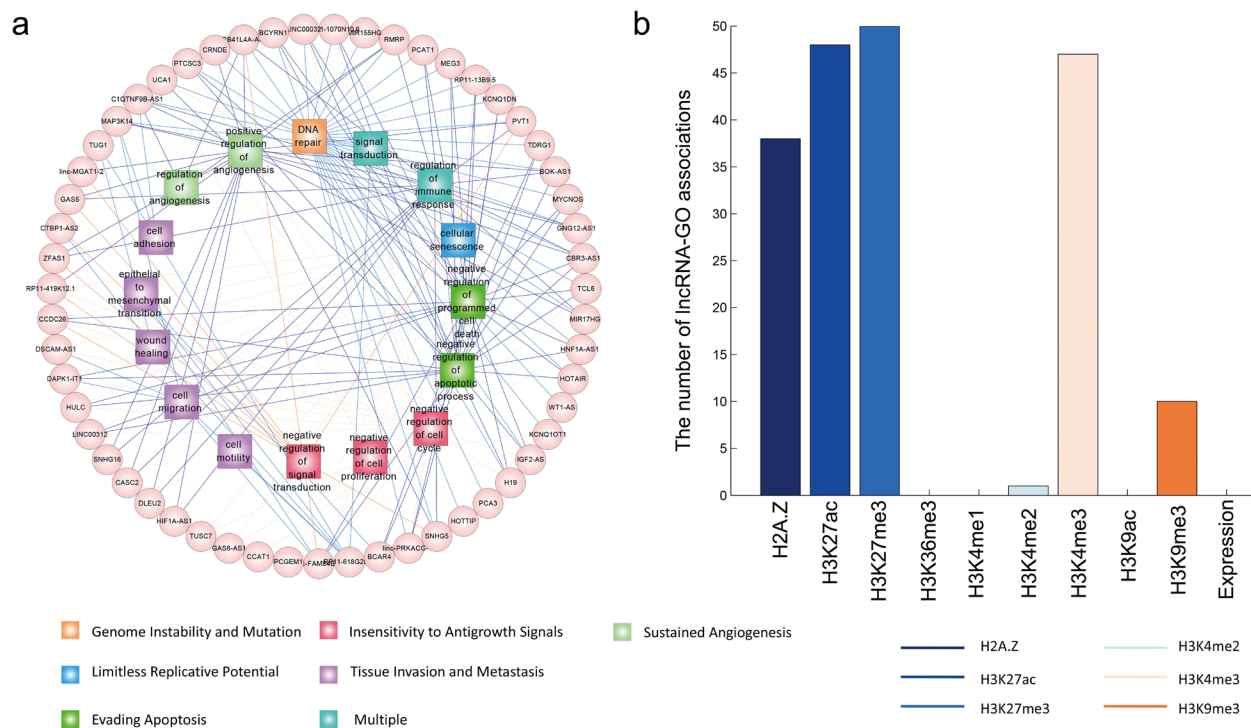 a
b
LINC00032
MIR155HG
RMRP
PCAT1
MEG3
RP11-13B9.5
KCNQ1DN
PVT1
TDRG1
BOK-AS1
MYCNOS
GNG12-AS1
CBR3-AS1
TCL6
MIR17HG
HNF1A-AS1
HOTAIR
WT1-AS
KCNQ1OT1
IGF2-AS
H19
PCA3
HOTTIP
SNHG5
linc-PRKACG-
BCAR4
PCGEM1
CCAT1
GAS6-AS1
TUSC7
HIF1A-AS1
DLEU2
CASC2
SNHG16
LINC00312
HULC
DAPK1-IT1
DSCAM-AS1
CCDC26
RP11-419K12.1
ZFAS1
CTBP1-AS2
GAS5
linc-MGAT1-2
TUG1
MAP3K14
C1QTNF9B-AS1
UCA1
PTCSC3
CRNDE
BCYRN1
DNA
repair
signal
transduction
regulation
of
immune
response
cellular
senescence
negative
regulation
of
programmed
cell
death
negative
regulation
of
apoptotic
process
negative
regulation
of cell
cycle
negative
regulation
of cell
proliferation
negative
regulation
of
signal
transduction
cell
motility
cell
migration
wound
healing
epithelial
to
mesenchymal
transition
cell
adhesion
regulation
of
angiogenesis
positive
regulation
of
angiogenesis
Genome Instability and Mutation
Insensitivity to Antigrowth Signals
Sustained Angiogenesis
Limitless Replicative Potential
Tissue Invasion and Metastasis
Evading Apoptosis
Multiple
The number of lncRNA-GO associations
50
45
40
35
30
25
20
15
10
5
0
H2A.Z
H3K27ac
H3K27me3
H3K36me3
H3K4me1
H3K4me2
H3K4me3
H3K9ac
H3K9me3
Expression
H2A.Z
H3K4me2
H3K27ac
H3K4me3
H3K27me3
H3K9me3